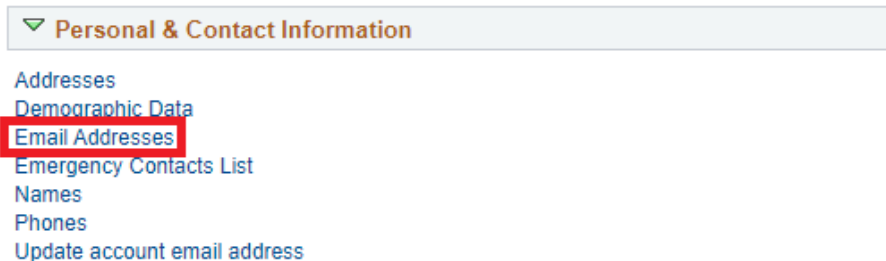 Personal & Contact Information
Addresses
Demographic Data
Email Addresses
Emergency Contacts List
Names
Phones
Update account email address